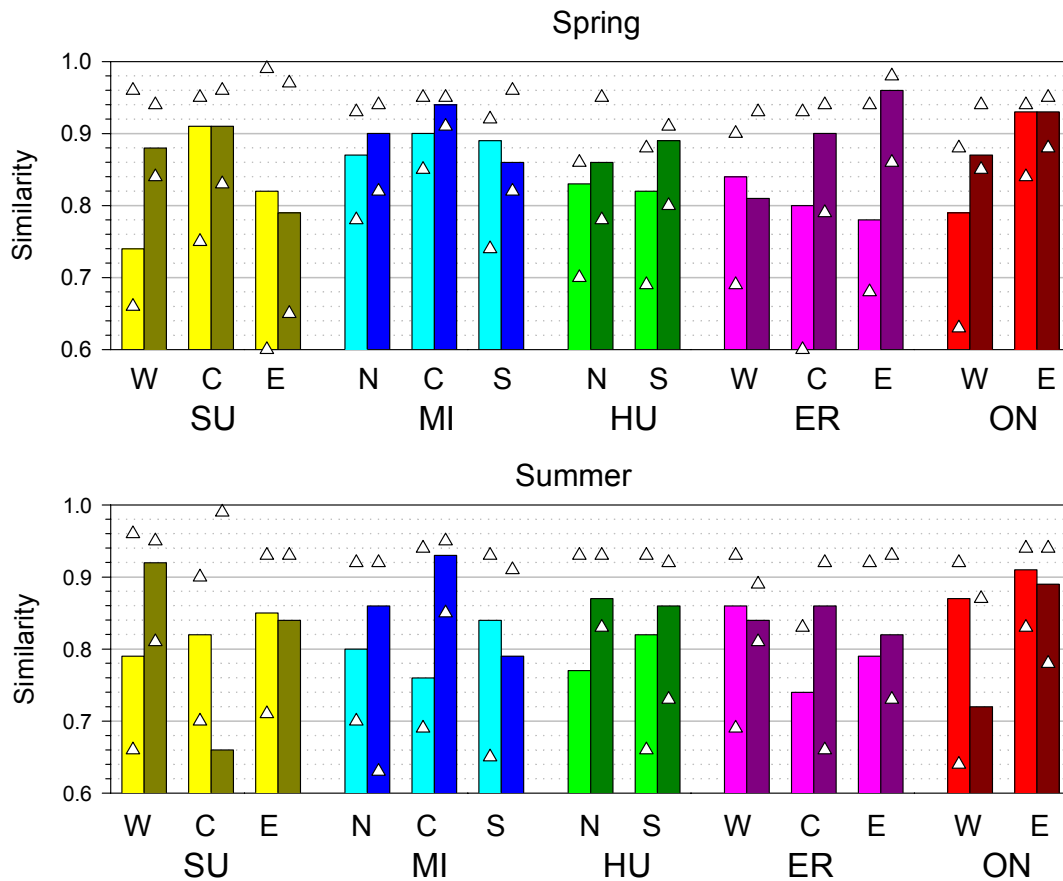 Spring
Similarity
1.0
0.9
0.8
0.7
0.6
W C E N C S N S W C E W E
SU MI HU ER ON
Summer
Similarity
1.0
0.9
0.8
0.7
0.6
W C E N C S N S W C E W E
SU MI HU ER ON